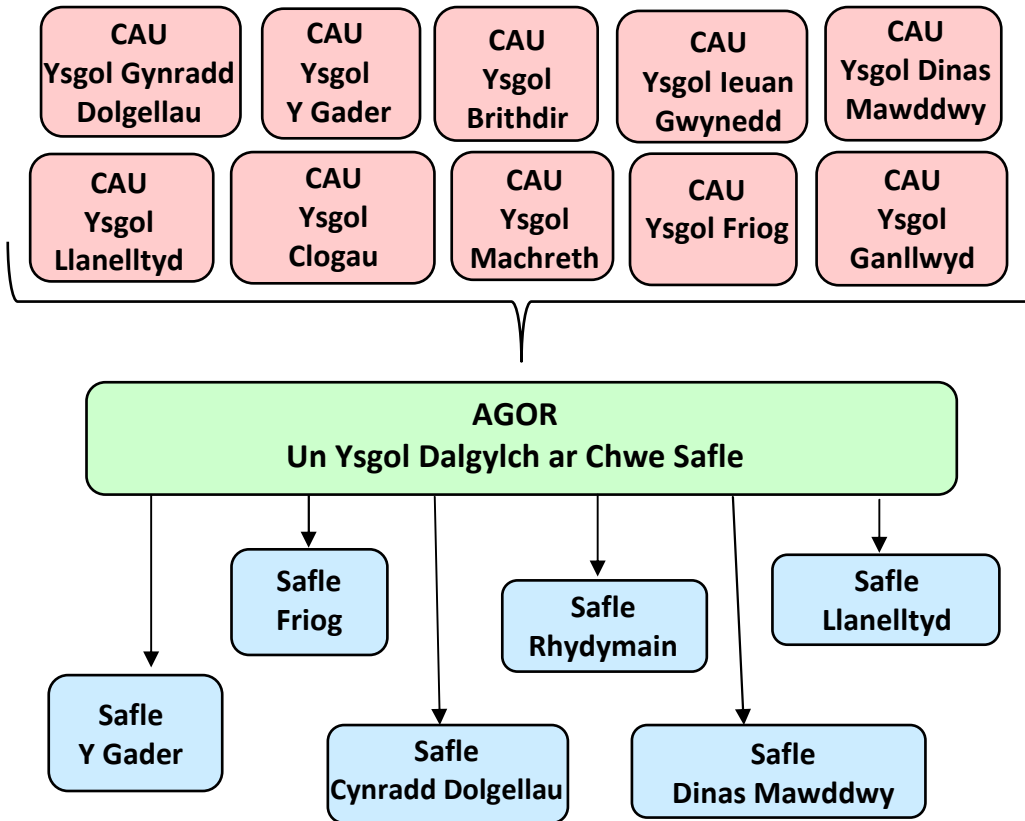 CAU
Ysgol Gynradd
Dolgellau
CAU
Ysgol
Y Gader
CAU
Ysgol
Brithdir
CAU
Ysgol Ieuan
Gwynedd
CAU
Ysgol Dinas
Mawddwy
CAU
Ysgol
Llanelltyd
CAU
Ysgol
Clogau
CAU
Ysgol
Machreth
CAU
Ysgol Friog
CAU
Ysgol
Ganllwyd
AGOR
Un Ysgol Dalgylch ar Chwe Safle
Safle
Friog
Safle
Rhydymain
Safle
Llanelltyd
Safle
Y Gader
Safle
Cynradd Dolgellau
Safle
Dinas Mawddwy